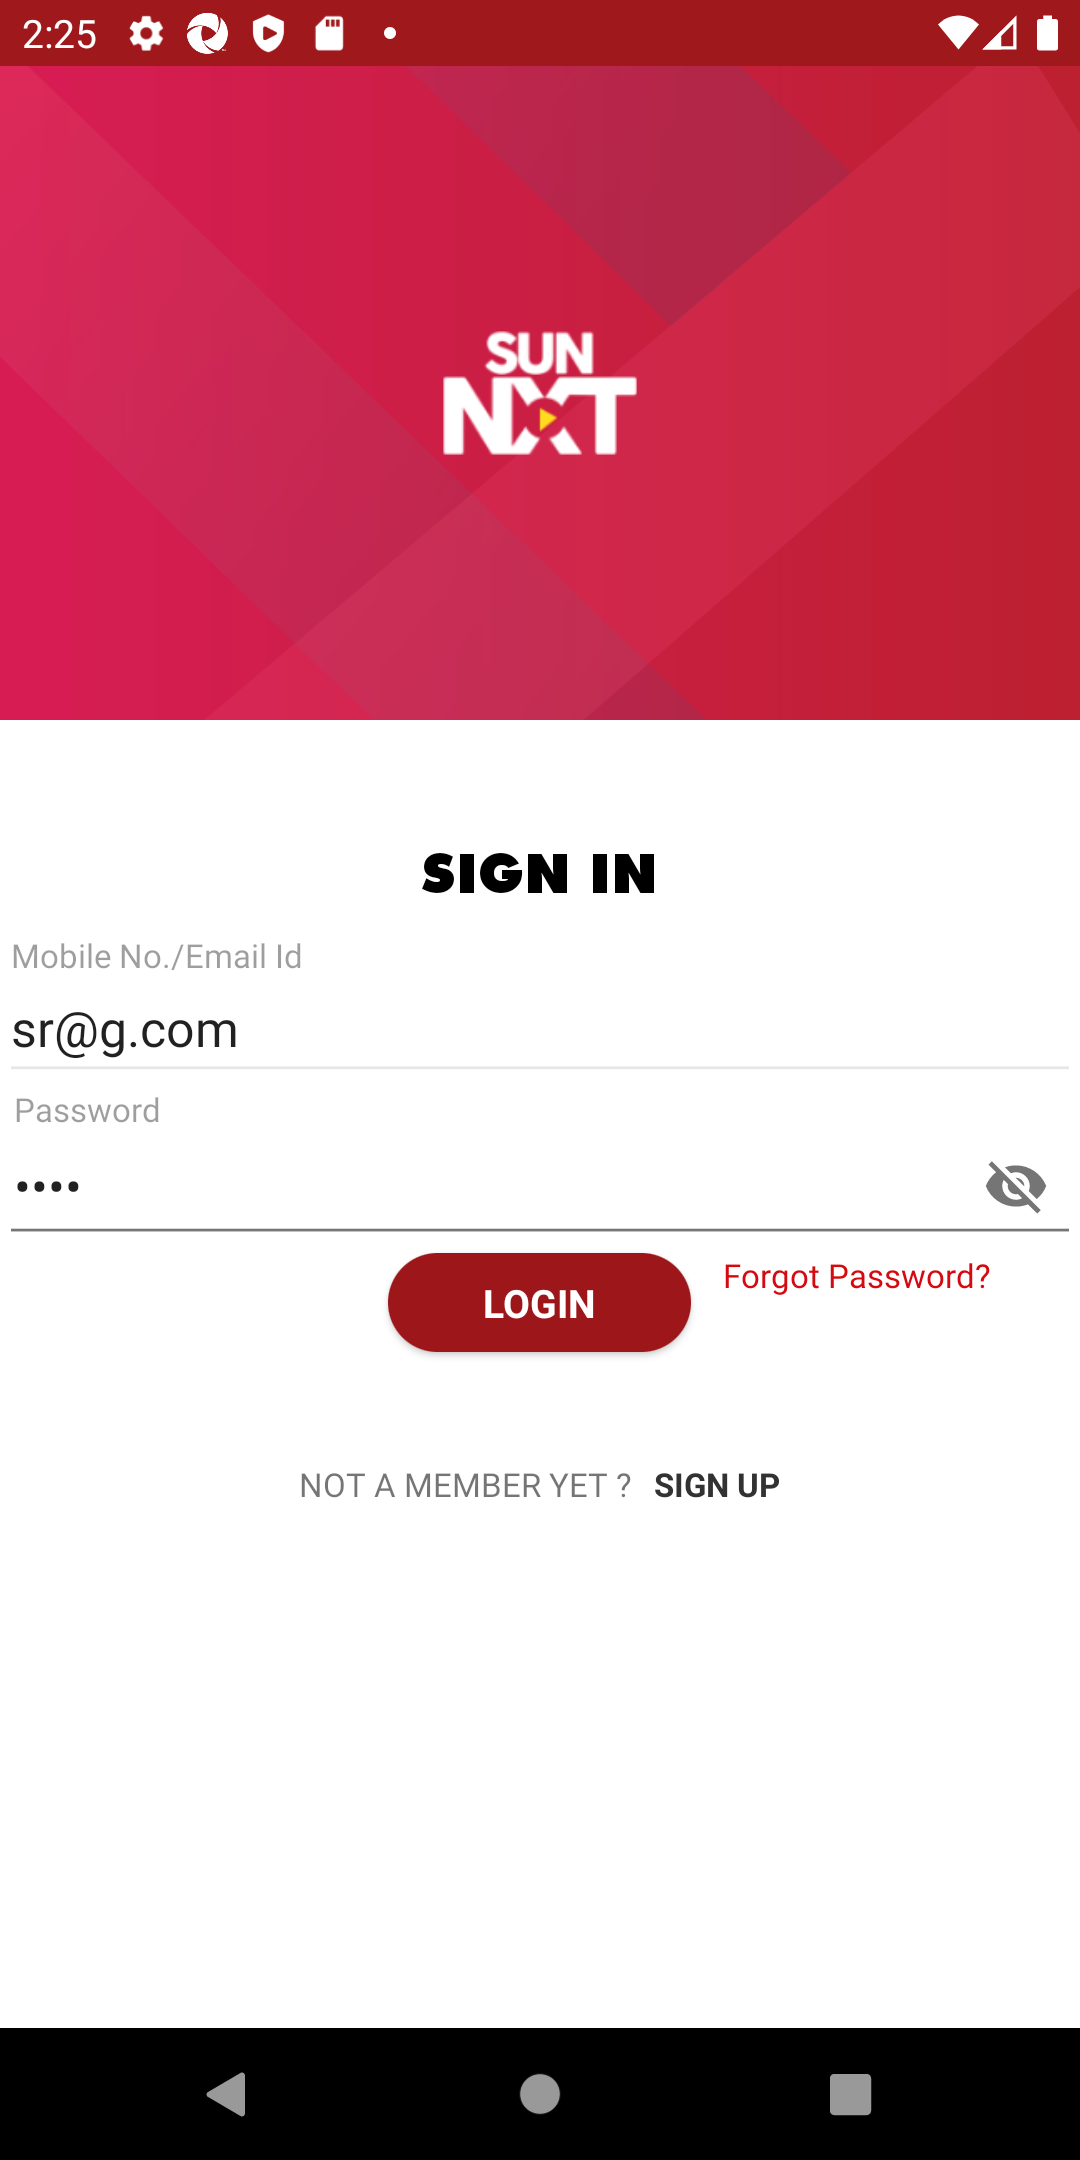 2:25
SUN
NXT
SIGN IN
Mobile No./Email Id
sr@g.com
Password
••••
LOGIN
Forgot Password?
NOT A MEMBER YET ? SIGN UP